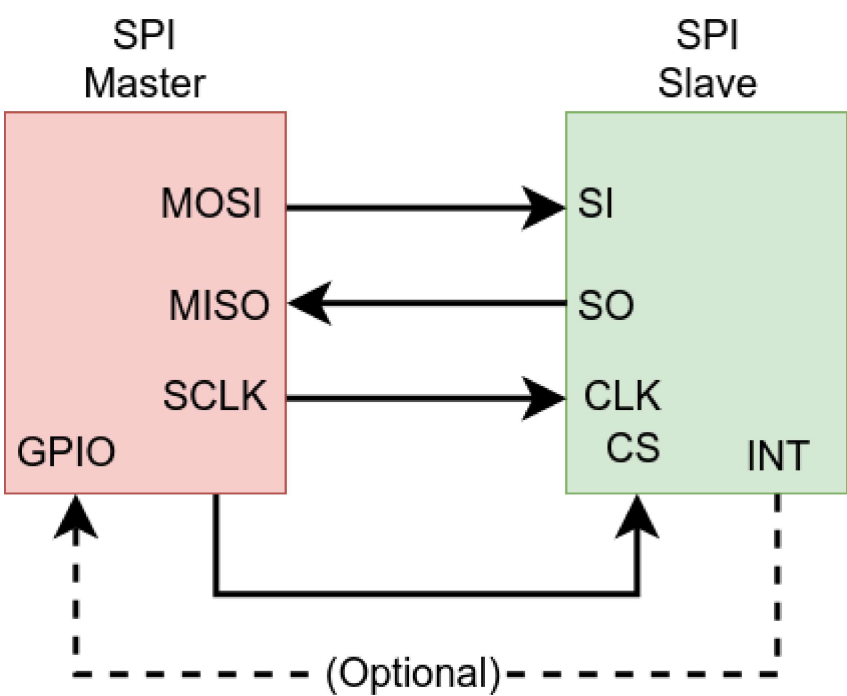 SPI
Master
SPI
Slave
MOSI
SI
MISO
SO
SCLK
CLK
GPIO
CS
INT
(Optional)